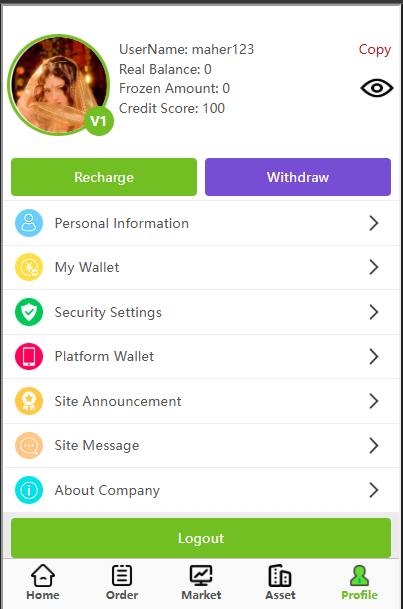 UserName: maher123
Copy
Real Balance: 0
Frozen Amount: 0
Credit Score: 100
V1
Recharge
Withdraw
Personal Information
My Wallet
Security Settings
Platform Wallet
Site Announcement
Site Message
About Company
Logout
Home
Order
Market
Asset
Profile